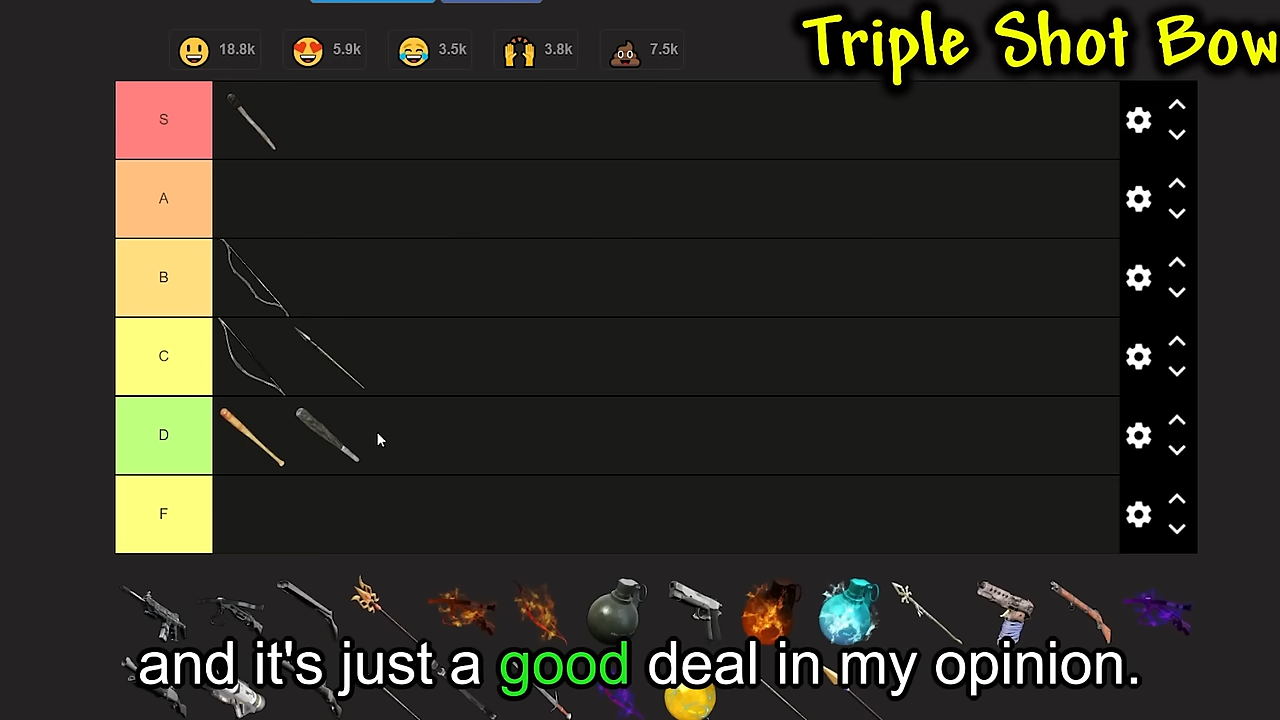 Triple Shot Bow
18.8k 5.9k 3.5k 3.8k 7.5k
S
A
B
C
D
F
and it's just a good deal in my opinion.